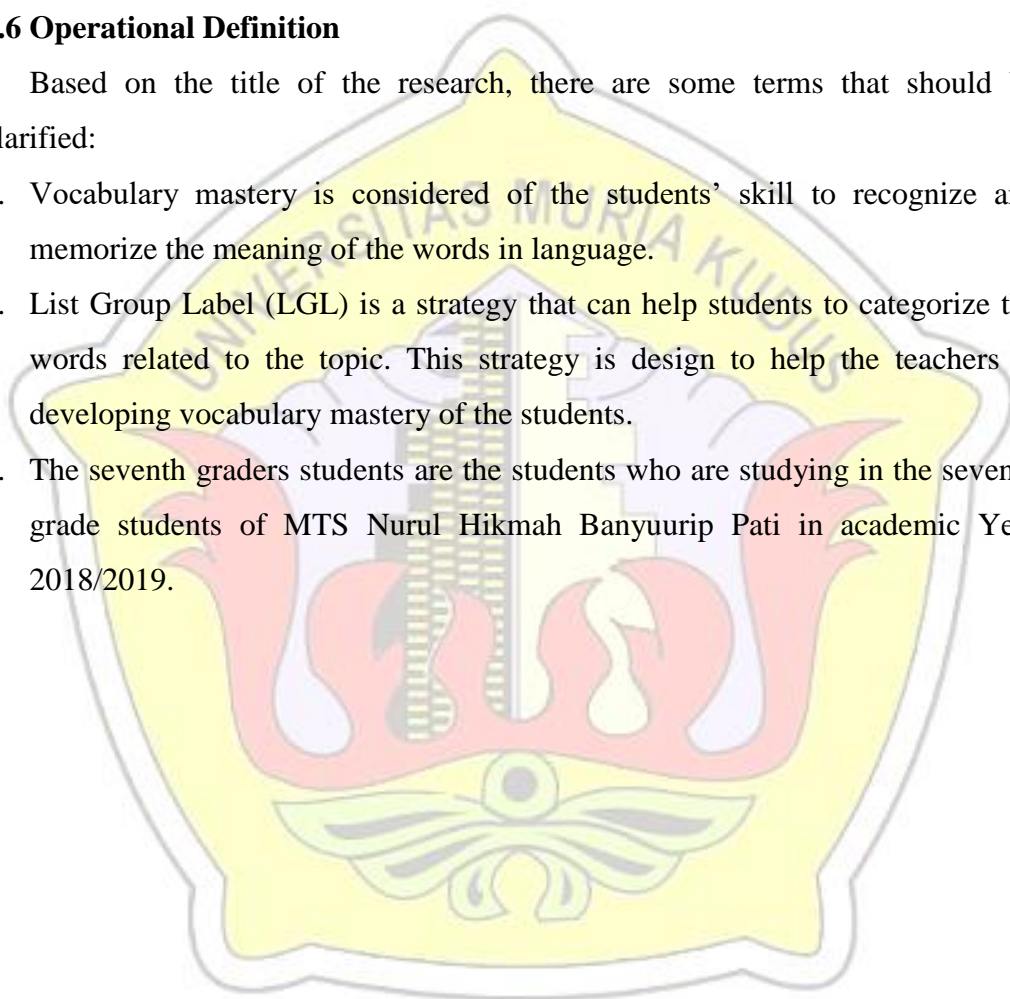 .6 Operational Definition
Based on the title of the research, there are some terms that should
larified:
. Vocabulary mastery is considered of the students' skill to recognize
memorize the meaning of the words in language.
. List Group Label (LGL) is a strategy that can help students to categorize
words related to the topic. This strategy is design to help the teachers
developing vocabulary mastery of the students.
. The seventh graders students are the students who are studying in the
grade students of MTS Nurul Hikmah Banyuurip Pati in academic
2018/2019.
UNIVERSITAS MURIA KUDUS